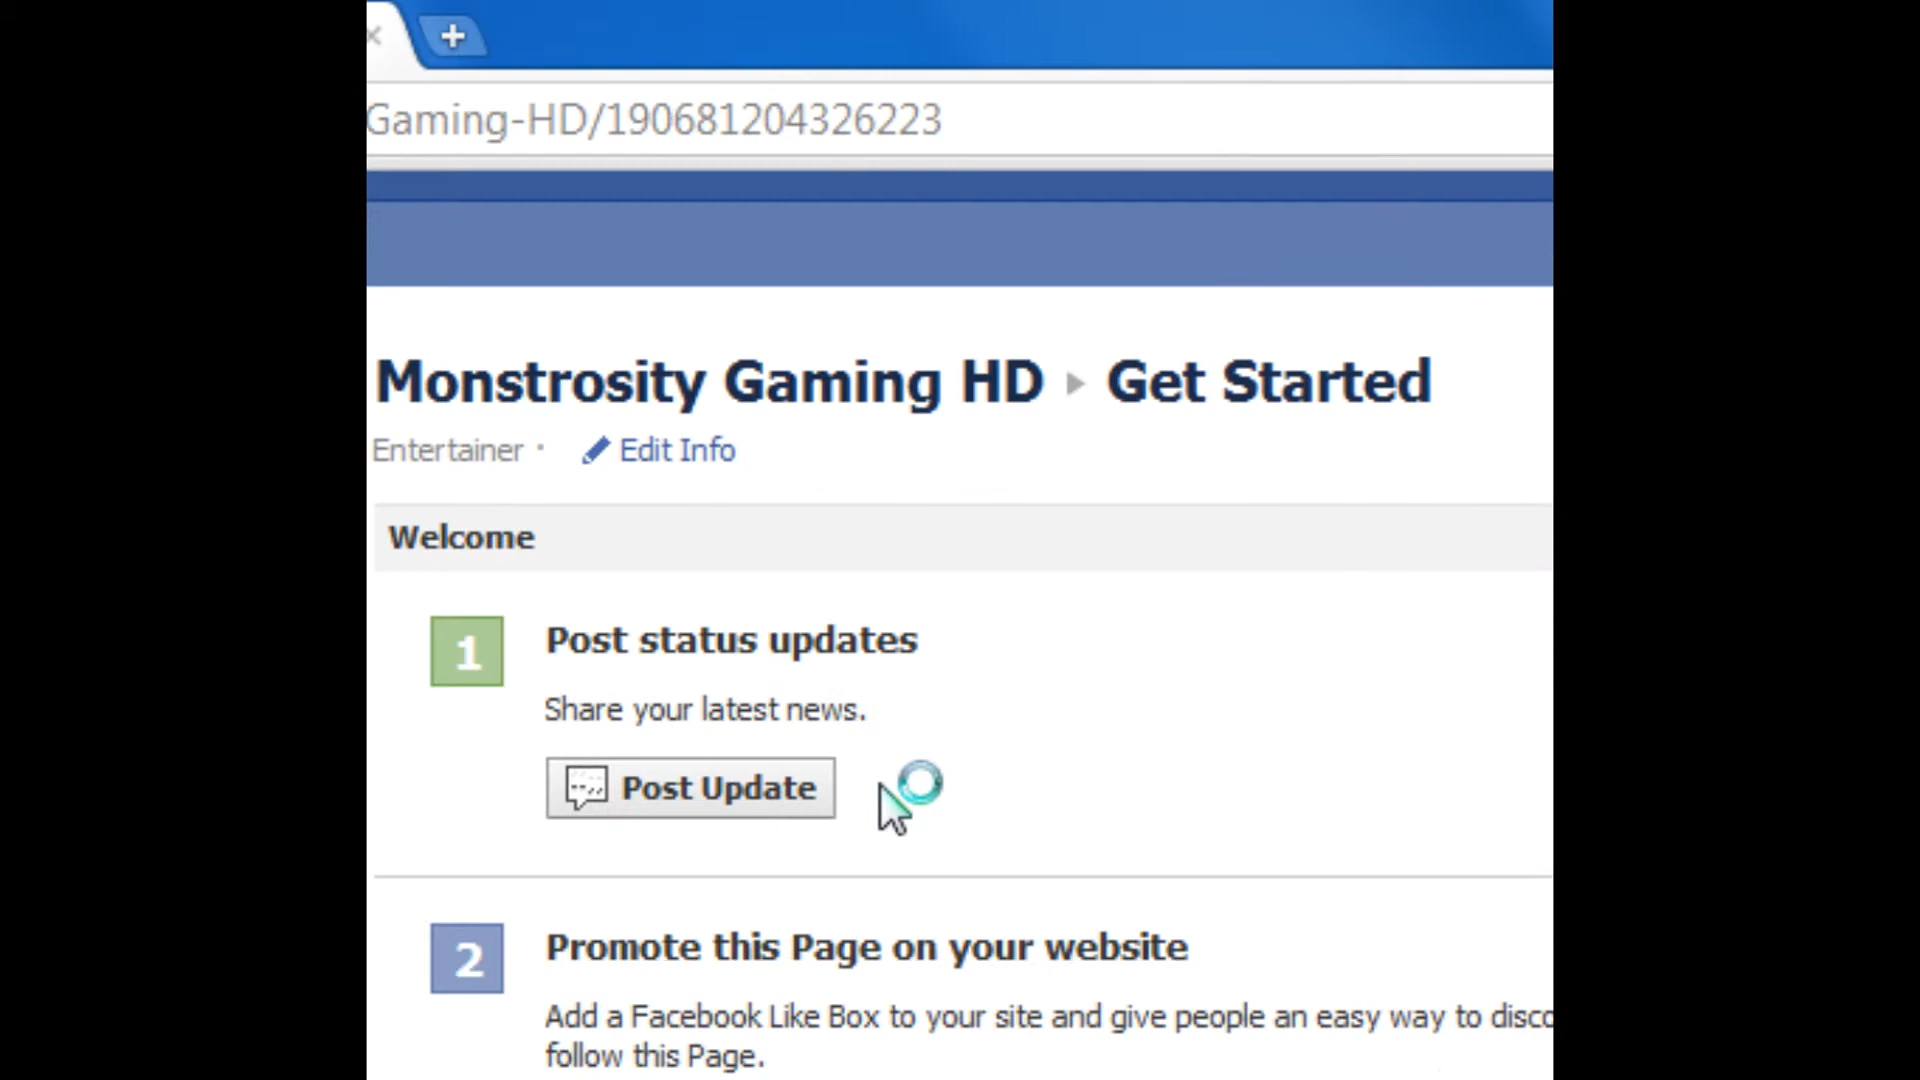 Gaming-HD/190681204326223
Monstrosity Gaming HD ▸ Get Started
Entertainer · Edit Info
Welcome
1 Post status updates
Share your latest news.
Post Update
2 Promote this Page on your website
Add a Facebook Like Box to your site and give people an easy way to disco
follow this Page.